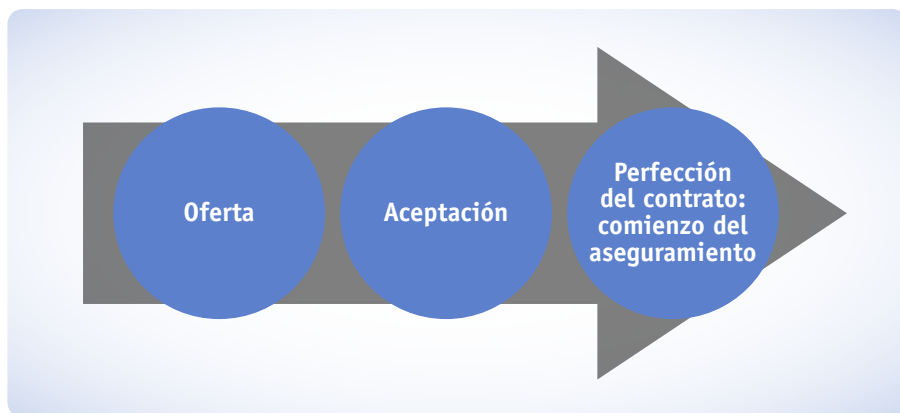 Oferta
Aceptación
Perfección
del contrato:
comienzo del
aseguramiento